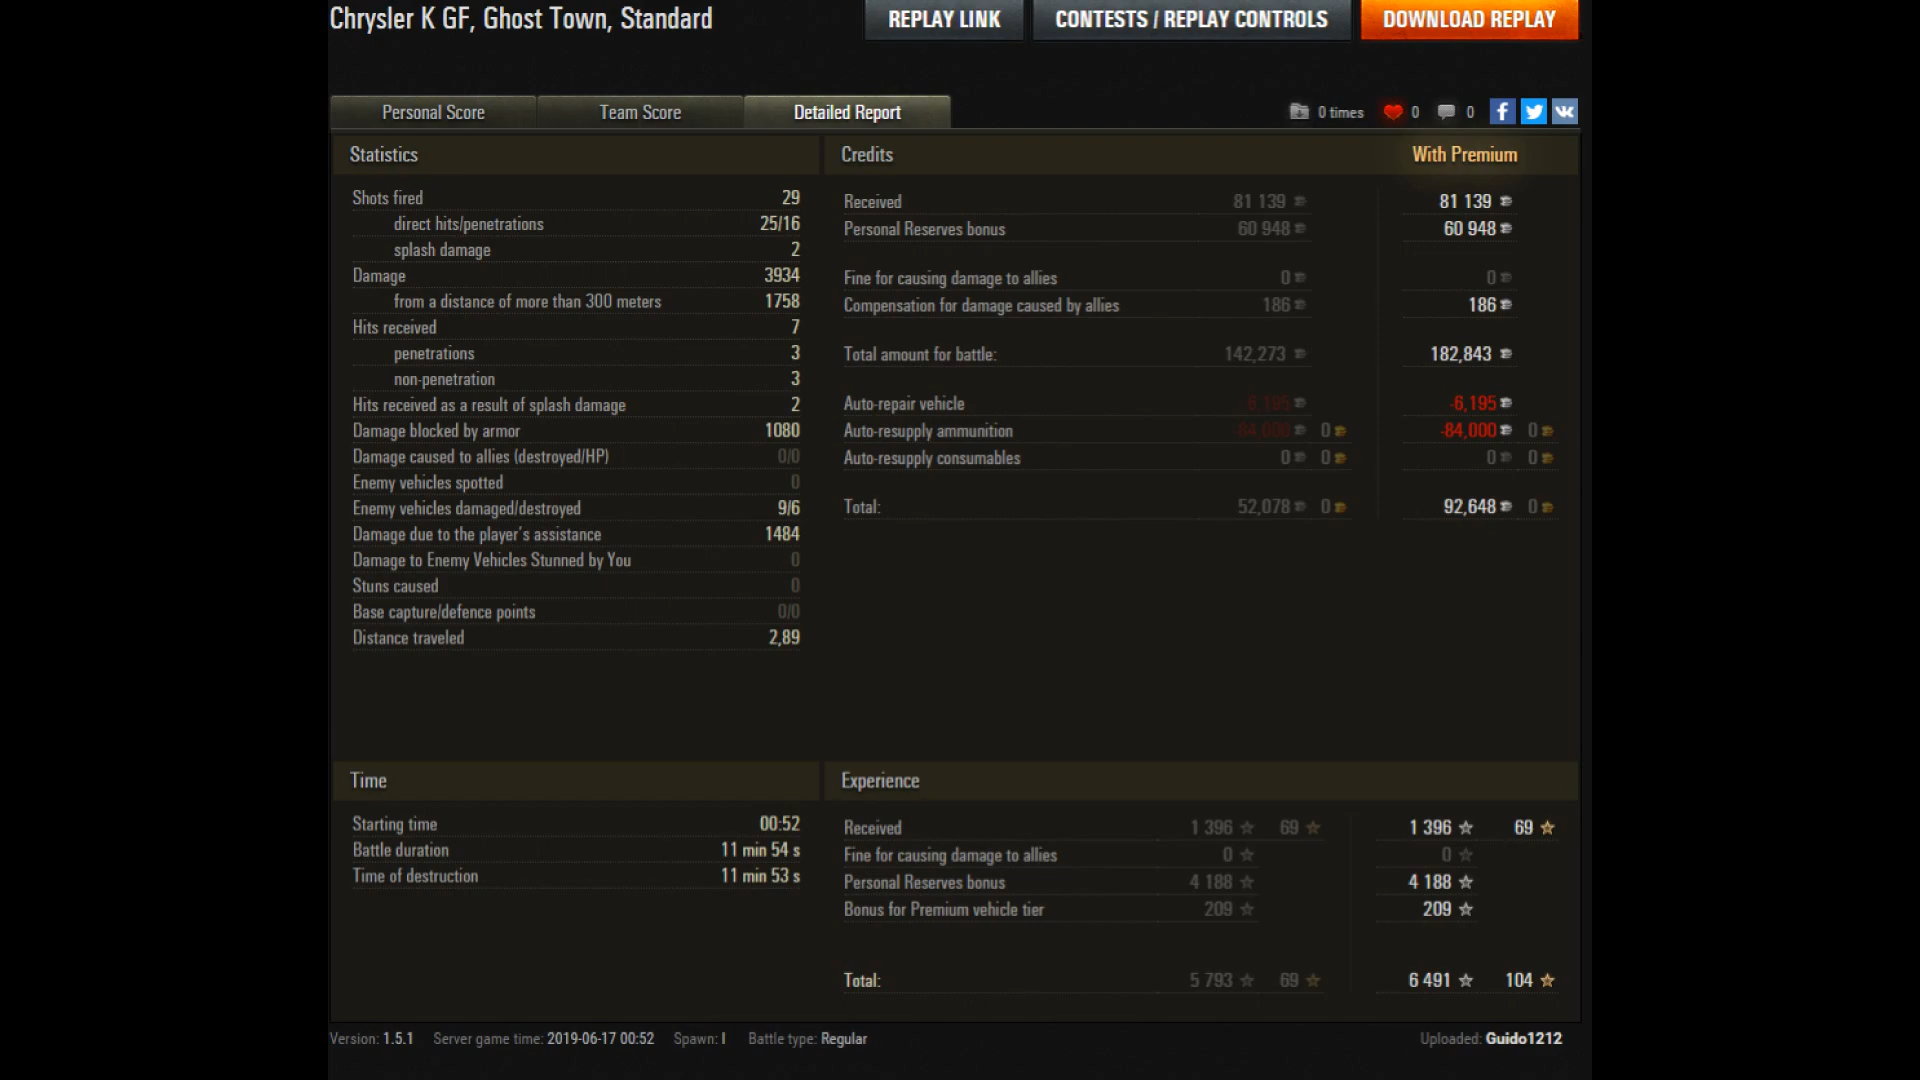 Chrysler K GF, Ghost Town, Standard
REPLAY LINK
CONTESTS / REPLAY CONTROLS
DOWNLOAD REPLAY
Personal Score
Team Score
Detailed Report
0 times
0
0
Statistics
Shots fired 29
direct hits/penetrations 25/16
splash damage 2
Damage 3934
from a distance of more than 300 meters 1758
Hits received 7
penetrations 3
non-penetration 3
Hits received as a result of splash damage 2
Damage blocked by armor 1080
Damage caused to allies (destroyed/HP) 0/0
Enemy vehicles spotted 0
Enemy vehicles damaged/destroyed 9/6
Damage due to the player's assistance 1484
Damage to Enemy Vehicles Stunned by You 0
Stuns caused 0
Base capture/defence points 0/0
Distance traveled 2,89
Credits With Premium
Received 81 139 81 139
Personal Reserves bonus 60 948 60 948
Fine for causing damage to allies 0 0
Compensation for damage caused by allies 186 186
Total amount for battle: 142,273 182,843
Auto-repair vehicle -6,195 -6,195
Auto-resupply ammunition -84,000 0 -84,000 0
Auto-resupply consumables 0 0 0 0
Total: 52,078 0 92,648 0
Time
Starting time 00:52
Battle duration 11 min 54 s
Time of destruction 11 min 53 s
Experience
Received 1 396 69 1 396 69
Fine for causing damage to allies 0 0
Personal Reserves bonus 4 188 4 188
Bonus for Premium vehicle tier 209 209
Total: 5 793 69 6 491 104
Version: 1.5.1 Server game time: 2019-06-17 00:52 Spawn: I Battle type: Regular
Uploaded: Guido1212